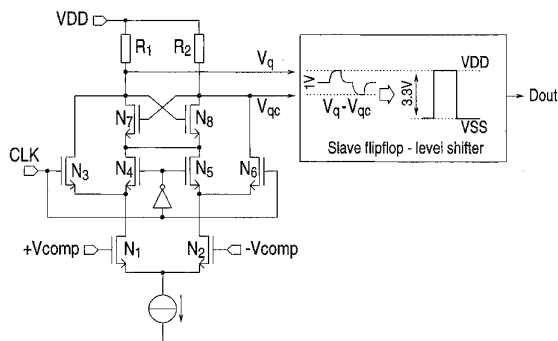 VDD
R1
R2
Vq
Vqc
1V
Vq-Vqc
3.3V
VDD
VSS
Dout
Slave flipflop - level shifter
N7
N8
CLK
N3
N4
N5
N6
+Vcomp
N1
N2
-Vcomp